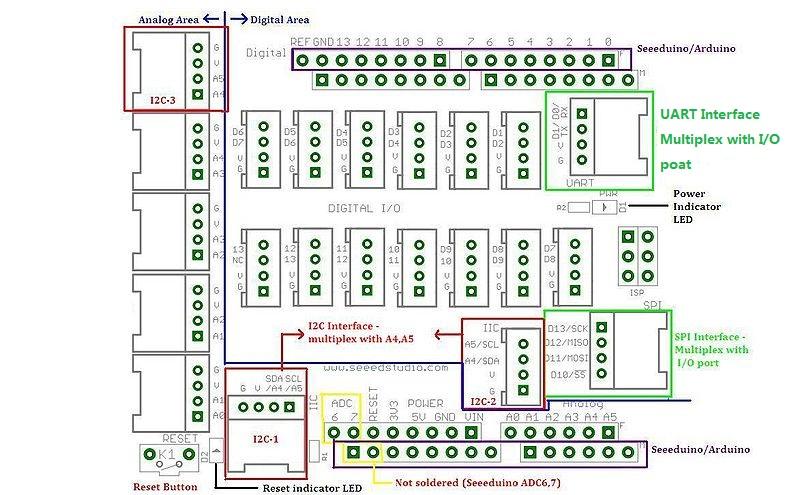 Analog Area
Digital Area
REF GND 13 12 11 10 9 8 7 6 5 4 3 2 1 0
Digital
F
Seeeduino/Arduino
M
G
V
A5
A4
I2C-3
G
V
A4
A3
G
V
A3
A2
G
V
A2
A1
G
V
A1
A0
D6
D7
V
G
D5
D6
V
G
D4
D5
V
G
D3
D4
V
G
D2
D3
V
G
D1
D2
V
G
D0/ RX
D1/ TX
V
G
UART
UART Interface
Multiplex with I/O
poat
DIGITAL I/O
PWR
R2
D1
Power
Indicator
LED
13
NC
V
G
12
13
V
G
11
12
V
G
10
11
V
G
D9
10
V
G
D8
D9
V
G
D7
D8
V
G
ISP
SPI
D13/SCK
D12/MISO
D11/MOSI
D10/SS
SPI Interface -
Multiplex with
I/O port
I2C Interface -
multiplex with A4,A5
IIC
A5/SCL
A4/SDA
V
G
I2C-2
www.seeedstudio.com
SDA SCL
G V /A4 /A5
IIC
I2C-1
ADC
6 7
RESET
3V3
POWER
5V GND VIN
Analog
A0 A1 A2 A3 A4 A5
F
Seeeduino/Arduino
M
RESET
K1
D2
R1
Reset Button
Reset indicator LED
Not soldered (Seeeduino ADC6,7)